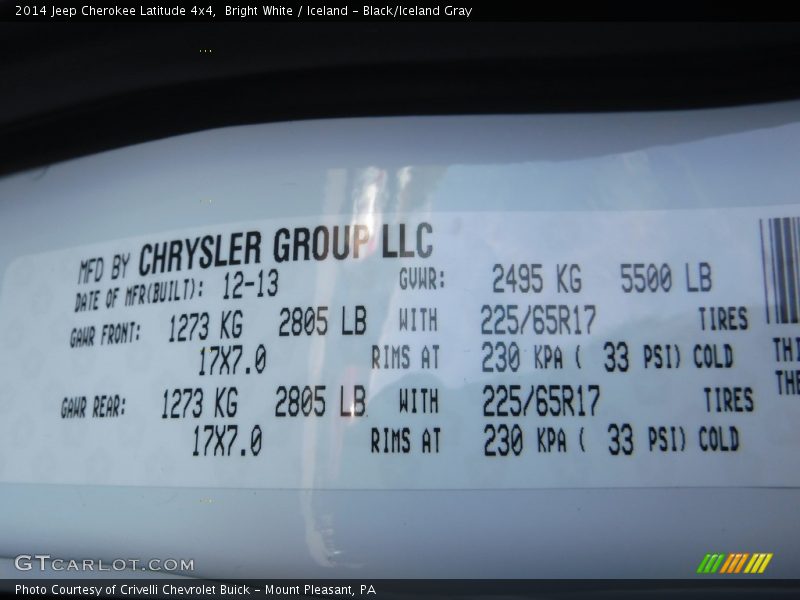 2014 Jeep Cherokee Latitude 4x4,  Bright White / Iceland - Black/Iceland Gray
MFD BY CHRYSLER GROUP LLC
DATE OF MFR(BUILT): 12-13 GVWR: 2495 KG 5500 LB
GAWR FRONT: 1273 KG 2805 LB WITH 225/65R17 TIRES
17X7.0 RIMS AT 230 KPA ( 33 PSI) COLD
GAWR REAR: 1273 KG 2805 LB WITH 225/65R17 TIRES
17X7.0 RIMS AT 230 KPA ( 33 PSI) COLD
THI
THE
GTCARLOT.COM
Photo Courtesy of Crivelli Chevrolet Buick - Mount Pleasant, PA